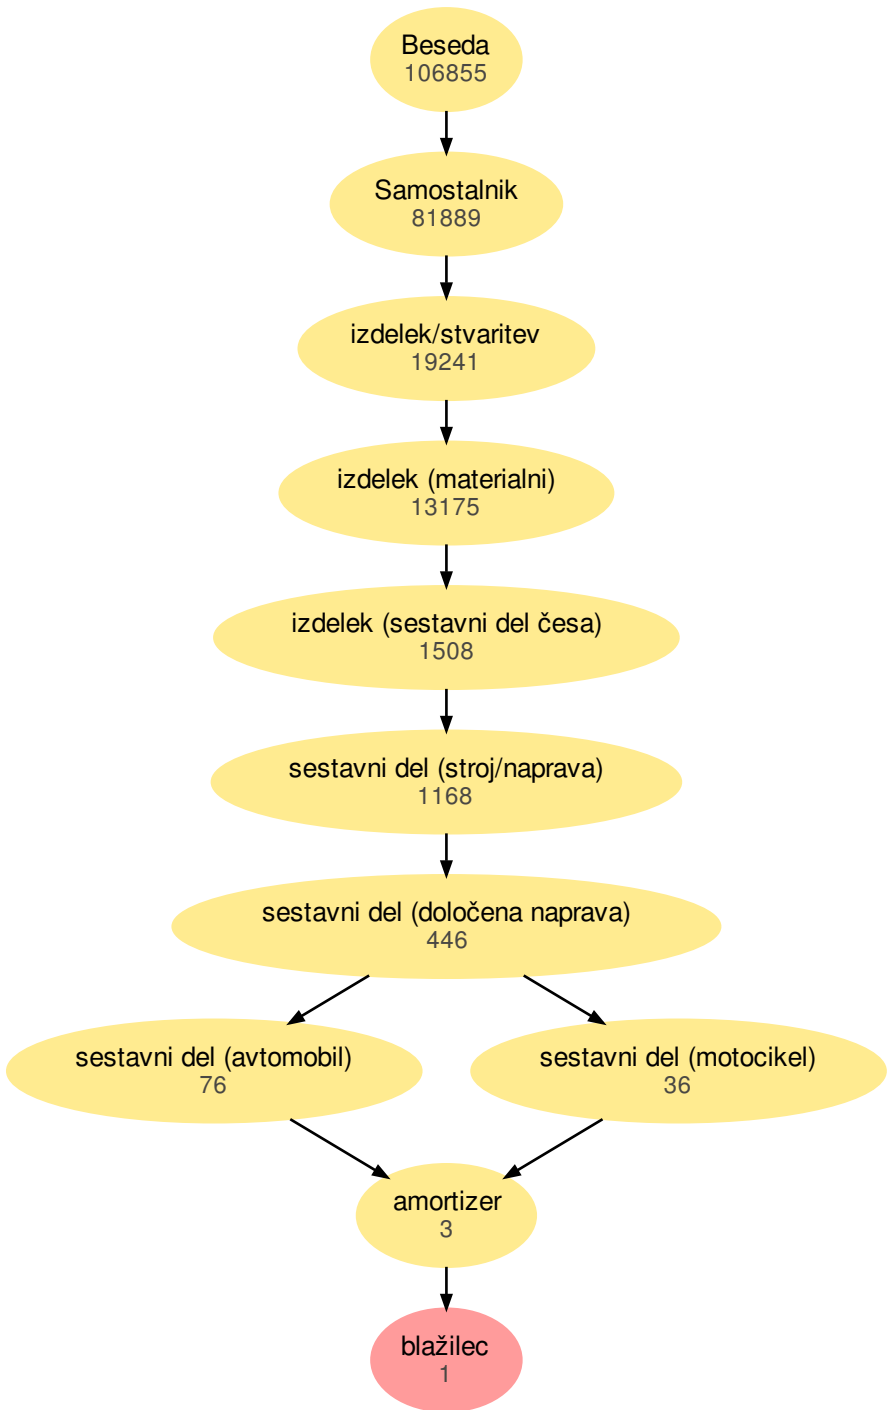 Beseda
106855
Samostalnik
81889
izdelek/stvaritev
19241
izdelek (materialni)
13175
izdelek (sestavni del česa)
1508
sestavni del (stroj/naprava)
1168
sestavni del (določena naprava)
446
sestavni del (avtomobil)
76
sestavni del (motocikel)
36
amortizer
3
blažilec
1